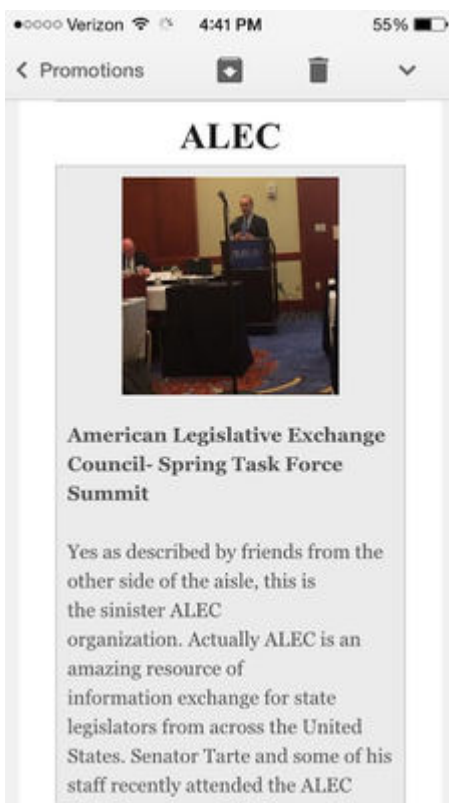 Verizon 4:41 PM 55%
Promotions
ALEC
American Legislative Exchange
Council- Spring Task Force
Summit
Yes as described by friends from the
other side of the aisle, this is
the sinister ALEC
organization. Actually ALEC is an
amazing resource of
information exchange for state
legislators from across the United
States. Senator Tarte and some of his
staff recently attended the ALEC